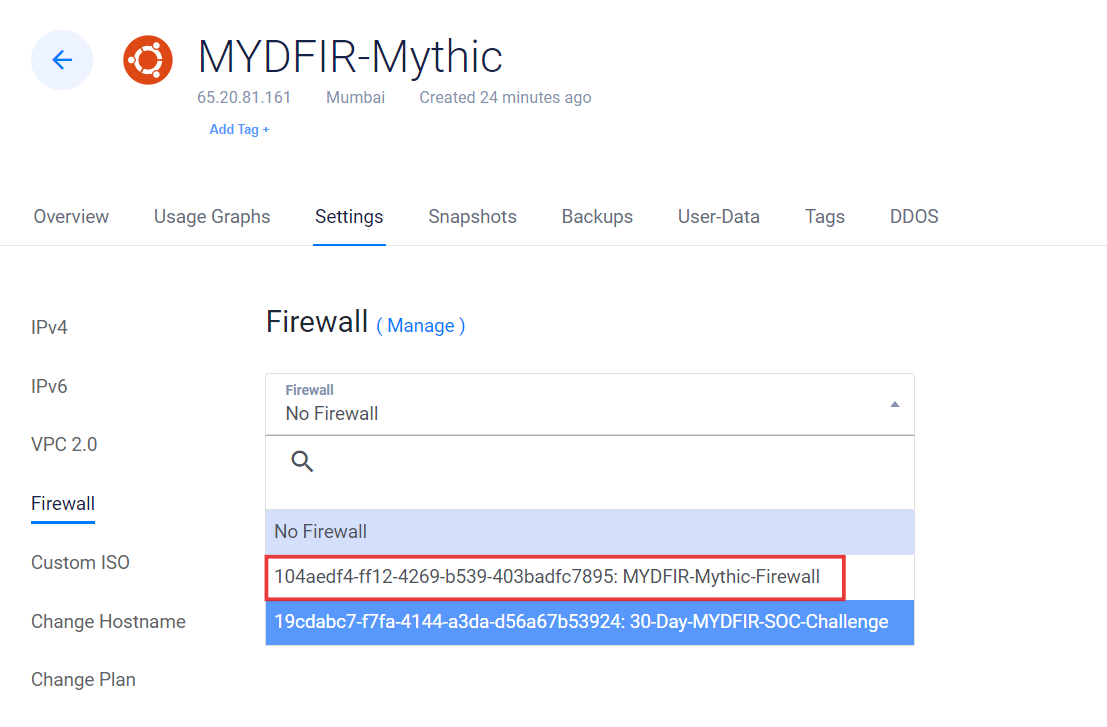 MYDFIR-Mythic
65.20.81.161 Mumbai Created 24 minutes ago
Add Tag +
Overview Usage Graphs Settings Snapshots Backups User-Data Tags DDOS
IPv4
IPv6
VPC 2.0
Firewall
Custom ISO
Change Hostname
Change Plan
Firewall ( Manage )
Firewall
No Firewall
No Firewall
104aedf4-ff12-4269-b539-403badfc7895: MYDFIR-Mythic-Firewall
19cdabc7-f7fa-4144-a3da-d56a67b53924: 30-Day-MYDFIR-SOC-Challenge